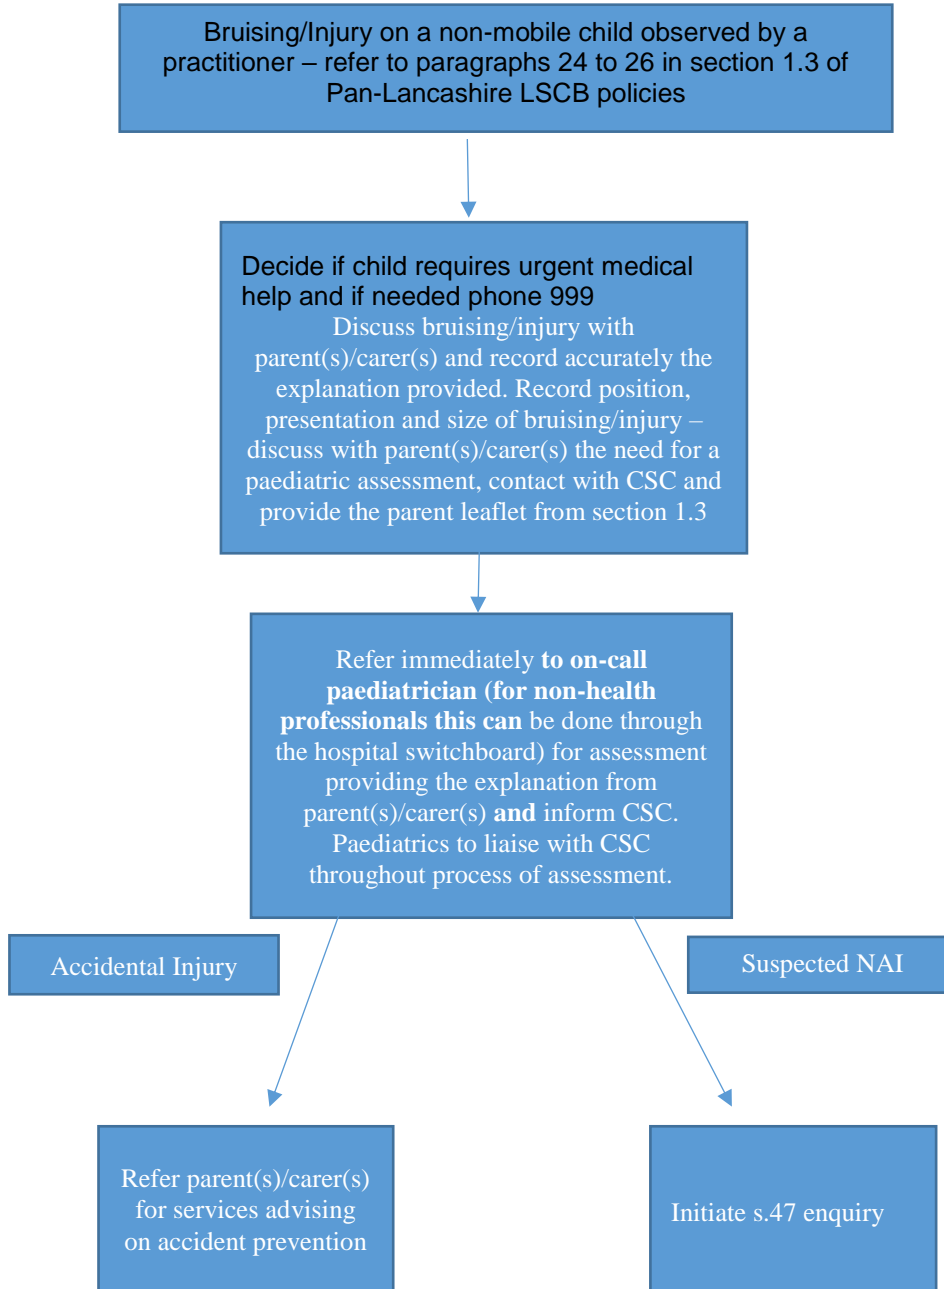 Bruising/Injury on a non-mobile child observed by a
practitioner – refer to paragraphs 24 to 26 in section 1.3 of
Pan-Lancashire LSCB policies
Decide if child requires urgent medical
help and if needed phone 999
Discuss bruising/injury with
parent(s)/carer(s) and record accurately the
explanation provided. Record position,
presentation and size of bruising/injury –
discuss with parent(s)/carer(s) the need for a
paediatric assessment, contact with CSC and
provide the parent leaflet from section 1.3
Refer immediately to on-call
paediatrician (for non-health
professionals this can be done through
the hospital switchboard) for assessment
providing the explanation from
parent(s)/carer(s) and inform CSC.
Paediatrics to liaise with CSC
throughout process of assessment.
Accidental Injury
Suspected NAI
Refer parent(s)/carer(s)
for services advising
on accident prevention
Initiate s.47 enquiry